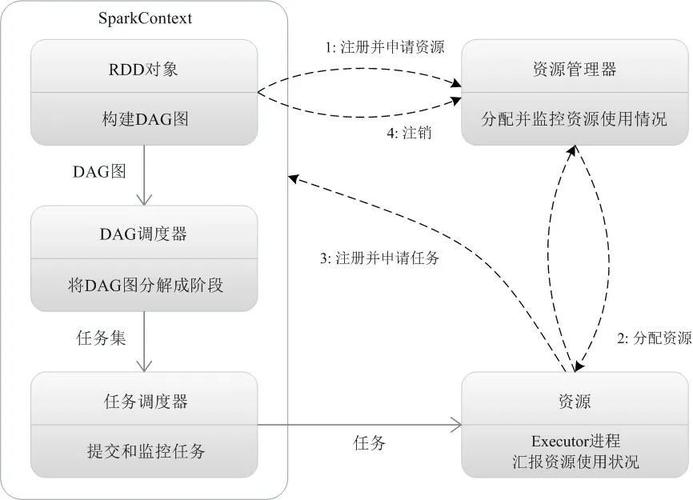 SparkContext
RDD对象
构建DAG图
DAG图
DAG调度器
将DAG图分解成阶段
任务集
任务调度器
提交和监控任务
1: 注册并申请资源
4: 注销
资源管理器
分配并监控资源使用情况
3: 注册并申请任务
2: 分配资源
任务
资源
Executor进程
汇报资源使用状况